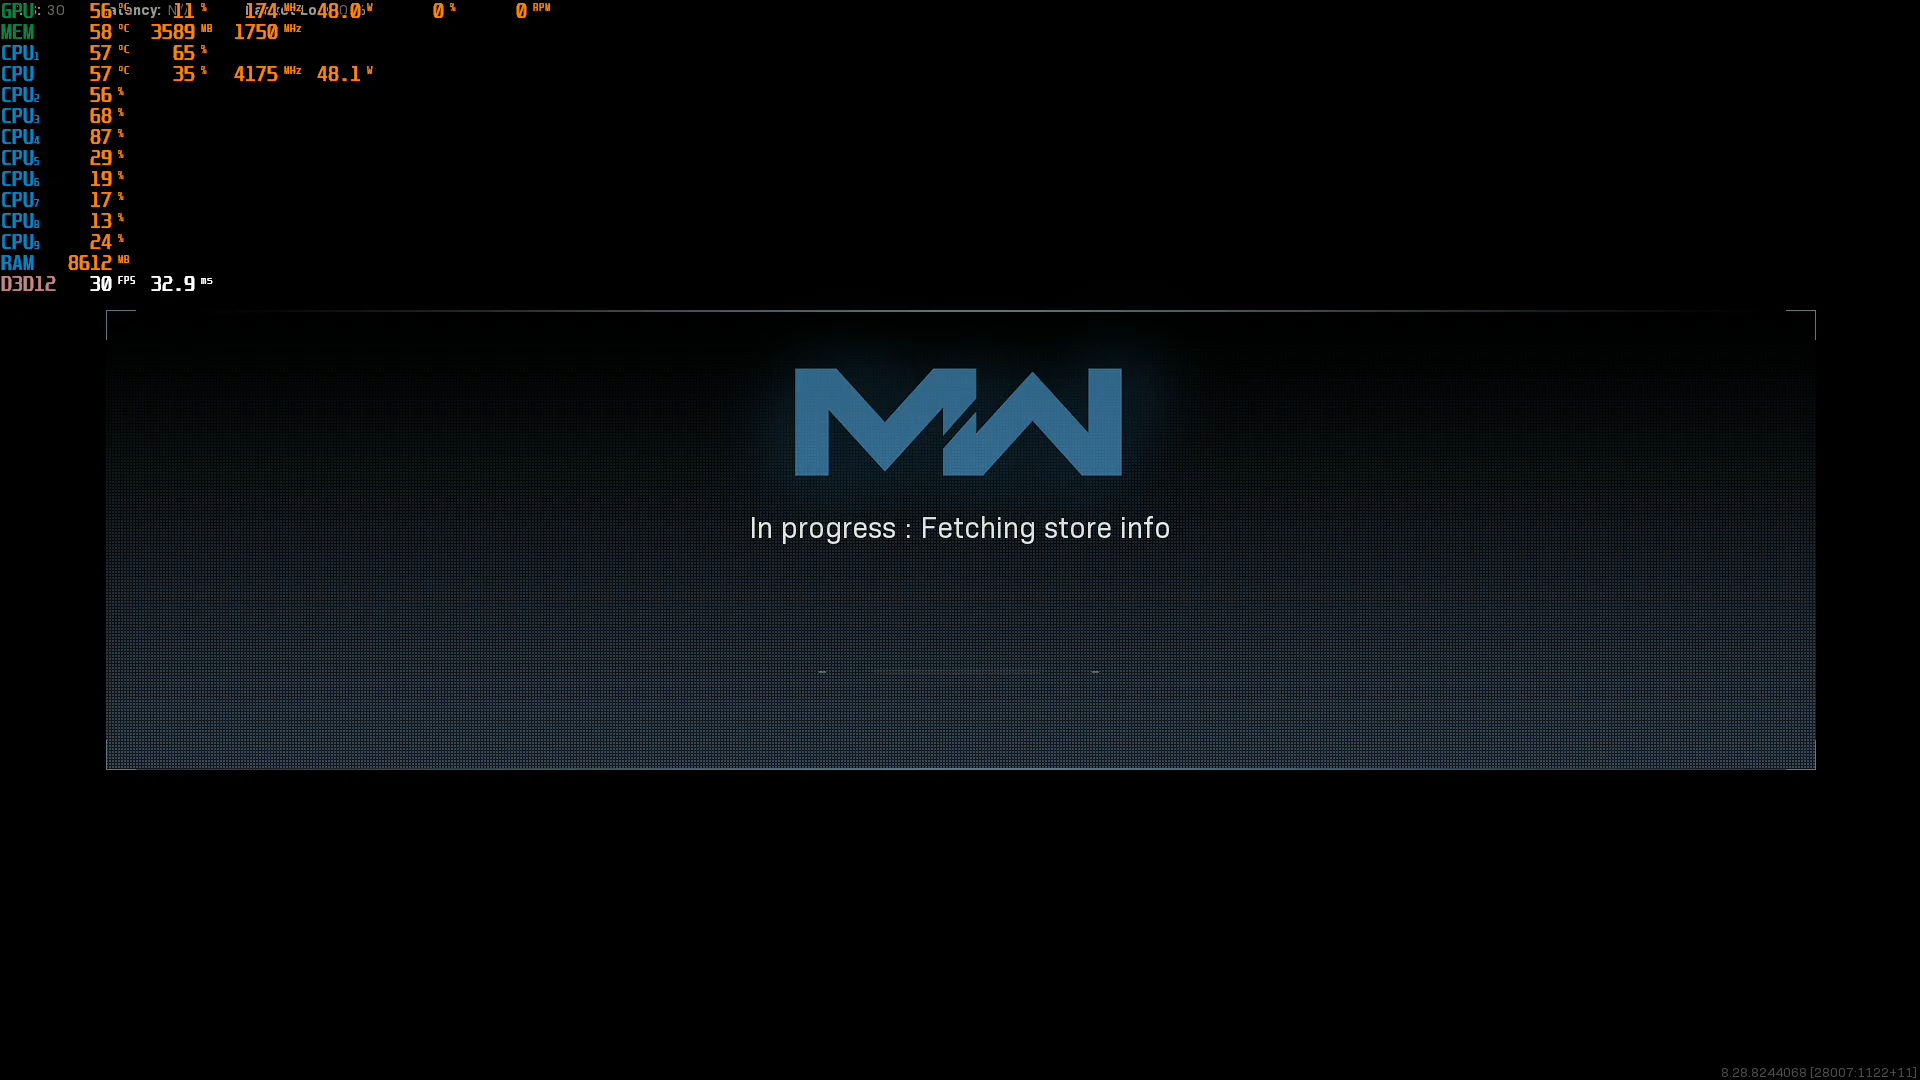 GPU 56 °C 11 % 174 MHz 48.0 W 0 % 0 RPM
MEM 58 °C 3589 MB 1750 MHz
CPU1 57 °C 65 %
CPU 57 °C 35 % 4175 MHz 48.1 W
CPU2 56 %
CPU3 68 %
CPU4 87 %
CPU5 29 %
CPU6 19 %
CPU7 17 %
CPU8 13 %
CPU9 24 %
RAM 8612 MB
D3D12 30 FPS 32.9 ms
MW
In progress : Fetching store info
8.28.8244068 [28007:1122+11]